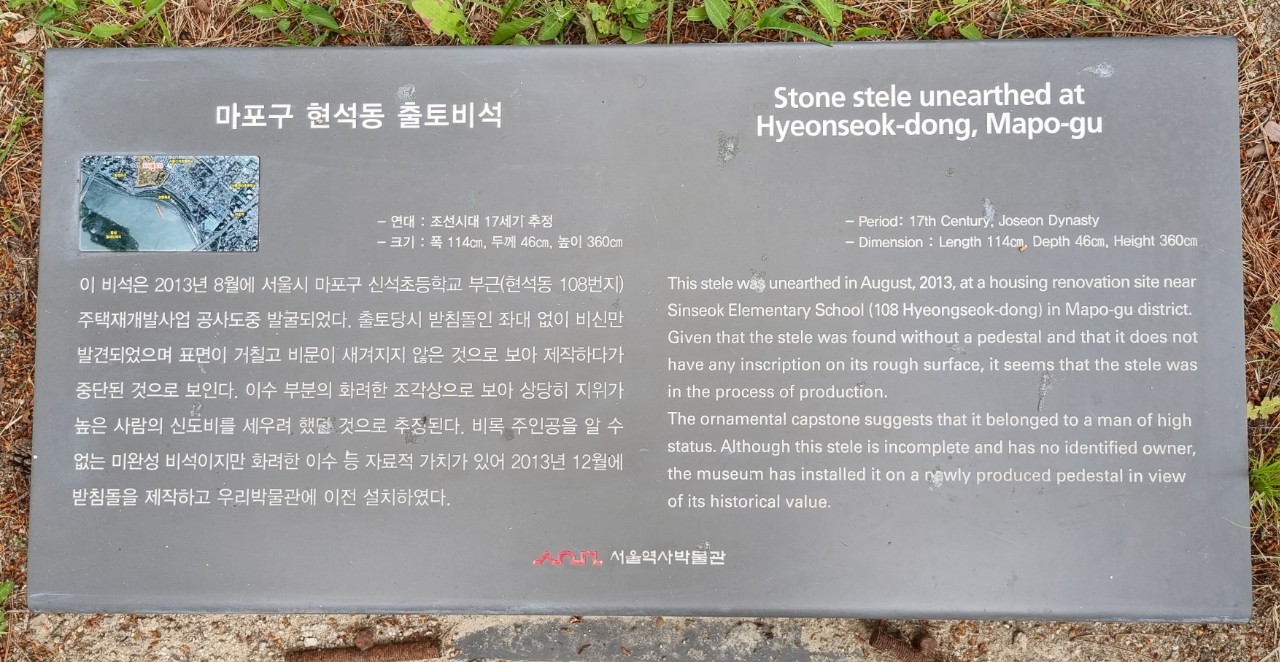 마포구 현석동 출토비석
- 연대 : 조선시대 17세기 추정
- 크기 : 폭 114㎝, 두께 46㎝, 높이 360㎝
이 비석은 2013년 8월에 서울시 마포구 신석초등학교 부근(현석동 108번지)
주택재개발사업 공사도중 발굴되었다. 출토당시 받침돌인 좌대 없이 비신만
발견되었으며 표면이 거칠고 비문이 새겨지지 않은 것으로 보아 제작하다가
중단된 것으로 보인다. 이수 부분의 화려한 조각상으로 보아 상당히 지위가
높은 사람의 신도비를 세우려 했던 것으로 추정된다. 비록 주인공을 알 수
없는 미완성 비석이지만 화려한 이수 등 자료적 가치가 있어 2013년 12월에
받침돌을 제작하고 우리박물관에 이전 설치하였다.
Stone stele unearthed at
Hyeonseok-dong, Mapo-gu
- Period: 17th Century, Joseon Dynasty
- Dimension : Length 114㎝, Depth 46㎝, Height 360㎝
This stele was unearthed in August, 2013, at a housing renovation site near
Sinseok Elementary School (108 Hyeongseok-dong) in Mapo-gu district.
Given that the stele was found without a pedestal and that it does not
have any inscription on its rough surface, it seems that the stele was
in the process of production.
The ornamental capstone suggests that it belonged to a man of high
status. Although this stele is incomplete and has no identified owner,
the museum has installed it on a newly produced pedestal in view
of its historical value.
서울역사박물관